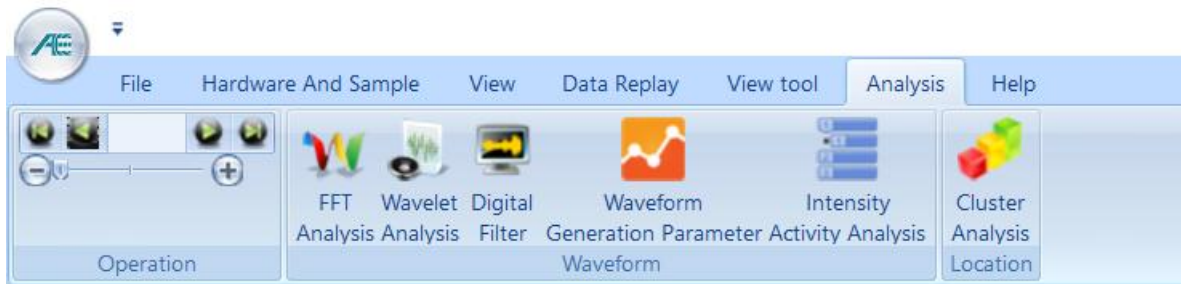 AE
File Hardware And Sample View Data Replay View tool Analysis Help
FFT Analysis
Wavelet Analysis
Digital Filter
Waveform Generation Parameter
Intensity Activity Analysis
Cluster Analysis
Operation Waveform Location